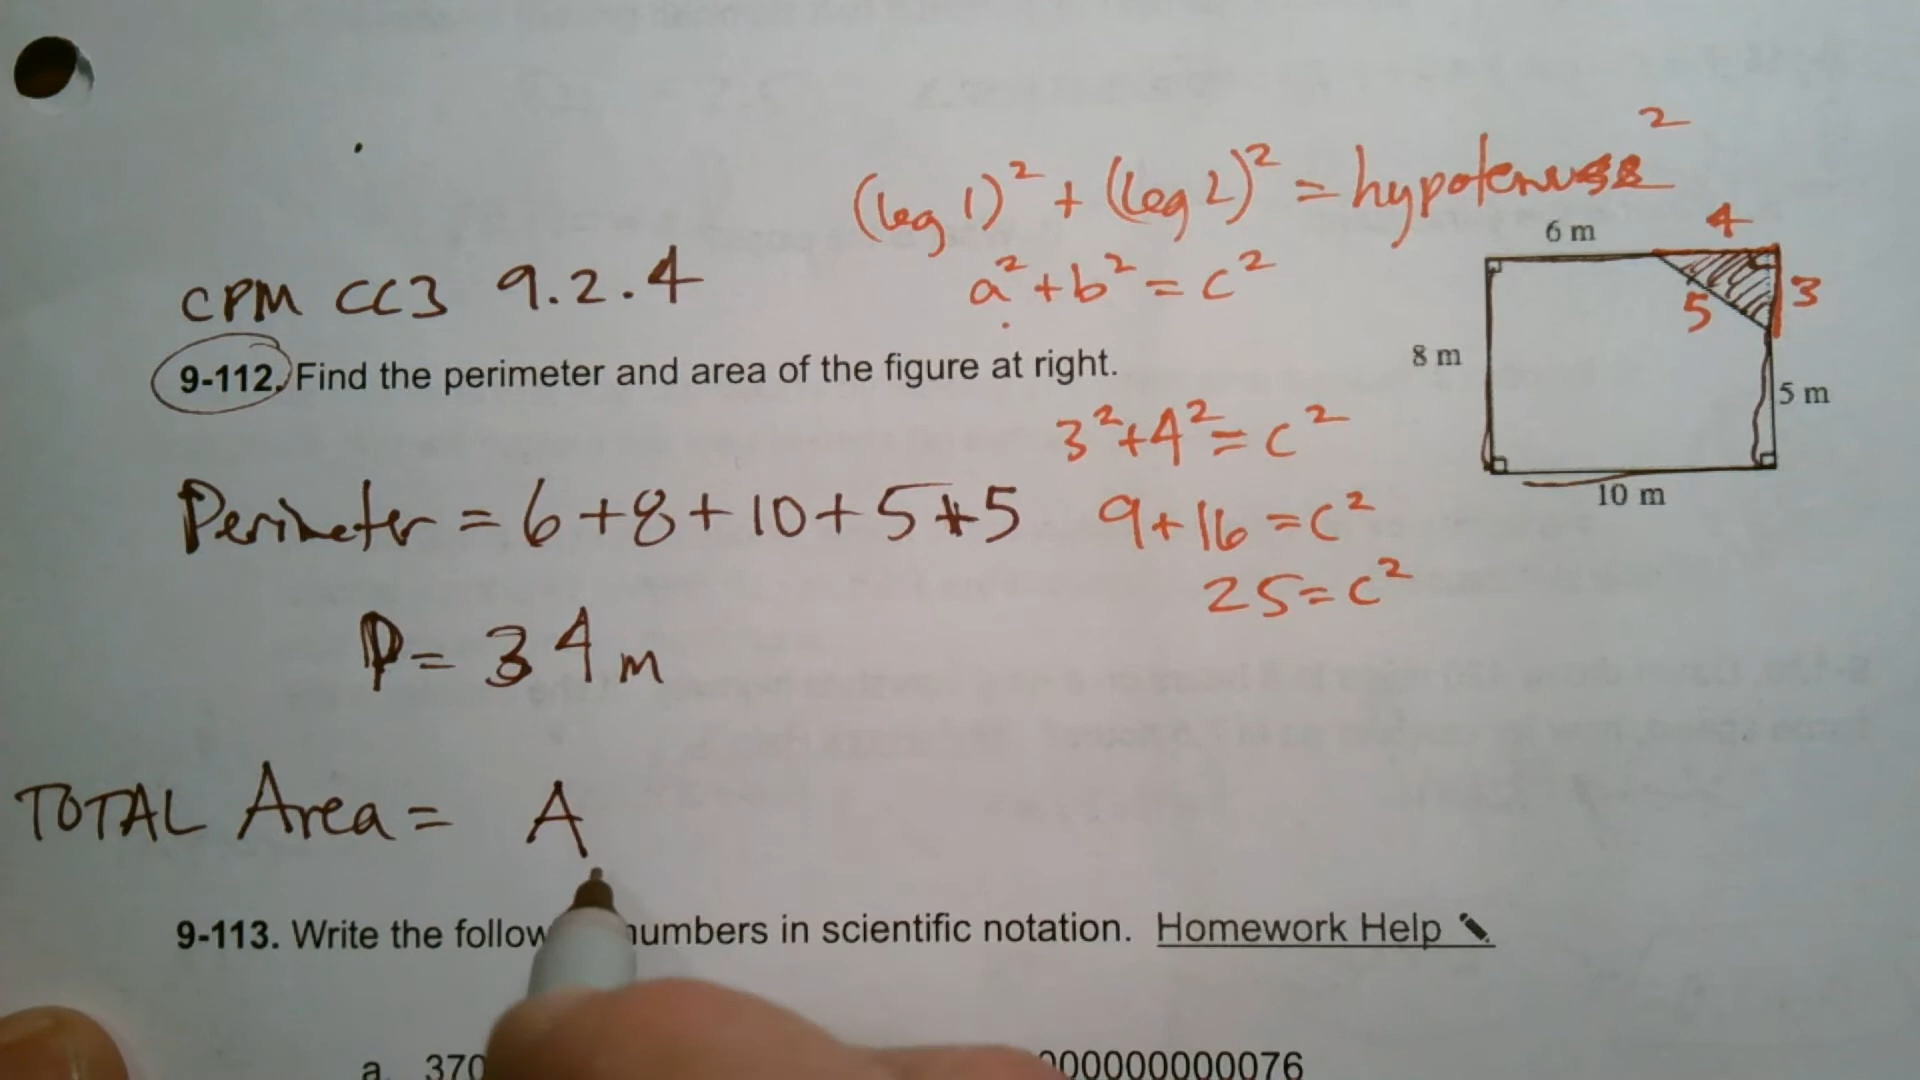 (leg 1)² + (leg 2)² = hypotenuse²
a² + b² = c²
CPM CC3 9.2.4
9-112. Find the perimeter and area of the figure at right.
6 m
4
3
5
8 m
5 m
10 m
3² + 4² = c²
9 + 16 = c²
25 = c²
Perimeter = 6 + 8 + 10 + 5 + 5
P = 34 m
TOTAL Area = A
9-113. Write the numbers in scientific notation. Homework Help
a.